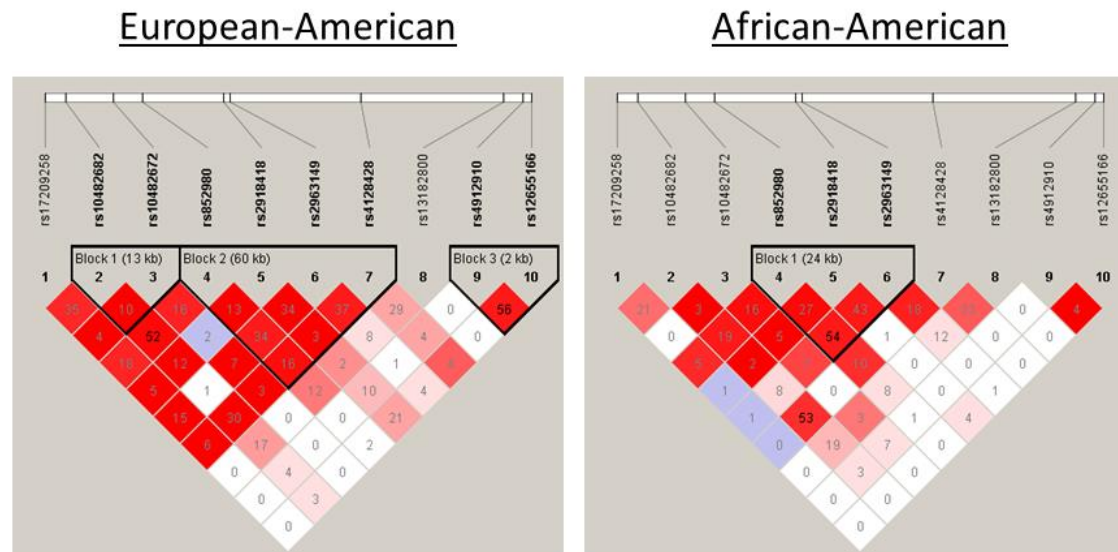 European-American
rs17209258
rs10482682
rs10482672
rs852980
rs2918418
rs2963149
rs4128428
rs13182800
rs4912910
rs12655166
Block 1 (13 kb) Block 2 (60 kb) Block 3 (2 kb)
1 2 3 4 5 6 7 8 9 10
35 10 16 13 34 37 29 0 56
4 52 2 34 3 8 4 0
18 12 7 16 2 1
5 1 3 12 10 4
15 30 0 0 21
6 17 0 2
0 4 0
0 3
0
African-American
rs17209258
rs10482682
rs10482672
rs852980
rs2918418
rs2963149
rs4128428
rs13182800
rs4912910
rs12655166
Block 1 (24 kb)
1 2 3 4 5 6 7 8 9 10
21 3 16 27 43 18 0 4
0 19 5 54 1 12 0 0
5 2 0 0 0
1 8 0 8 0 1
1 53 3 1 4
0 19 7 0
0 3 0
0 0
0